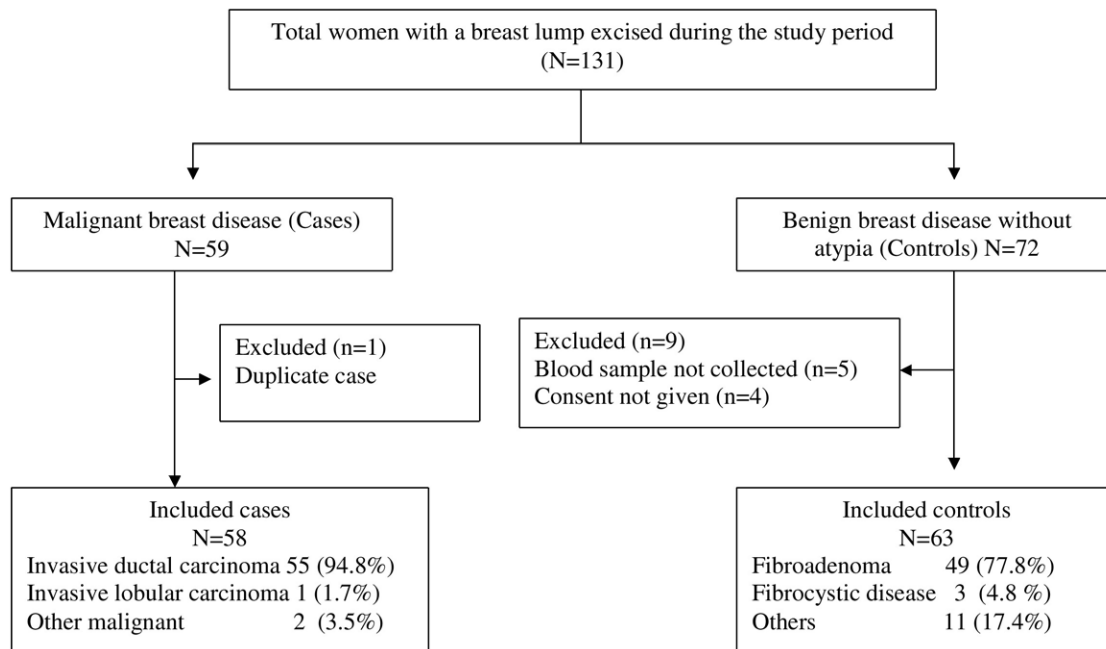 Total women with a breast lump excised during the study period
(N=131)
Malignant breast disease (Cases)
N=59
Benign breast disease without
atypia (Controls) N=72
Excluded (n=1)
Duplicate case
Excluded (n=9)
Blood sample not collected (n=5)
Consent not given (n=4)
Included cases
N=58
Invasive ductal carcinoma 55 (94.8%)
Invasive lobular carcinoma 1 (1.7%)
Other malignant 2 (3.5%)
Included controls
N=63
Fibroadenoma 49 (77.8%)
Fibrocystic disease 3 (4.8 %)
Others 11 (17.4%)